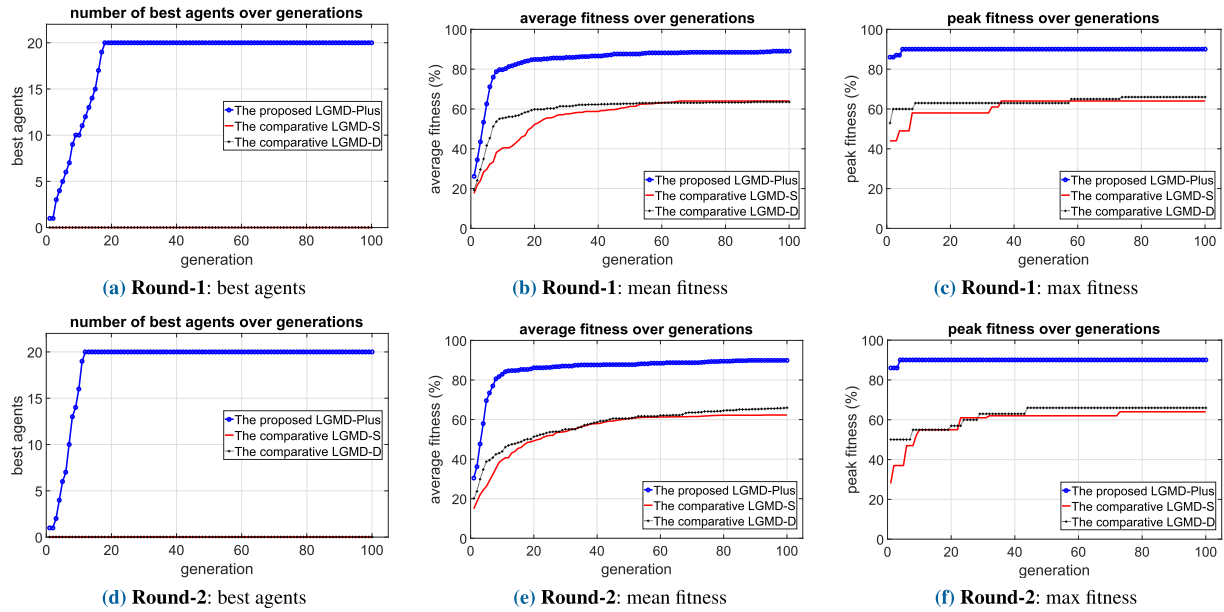 number of best agents over generations
20
15
10
5
0
best agents
The proposed LGMD-Plus
The comparative LGMD-S
The comparative LGMD-D
0 20 40 60 80 100
generation
(a) Round-1: best agents
average fitness over generations
100
80
60
40
20
0
average fitness (%)
The proposed LGMD-Plus
The comparative LGMD-S
The comparative LGMD-D
0 20 40 60 80 100
generation
(b) Round-1: mean fitness
peak fitness over generations
100
80
60
40
20
0
peak fitness (%)
The proposed LGMD-Plus
The comparative LGMD-S
The comparative LGMD-D
0 20 40 60 80 100
generation
(c) Round-1: max fitness
number of best agents over generations
20
15
10
5
0
best agents
The proposed LGMD-Plus
The comparative LGMD-S
The comparative LGMD-D
0 20 40 60 80 100
generation
(d) Round-2: best agents
average fitness over generations
100
80
60
40
20
0
average fitness (%)
The proposed LGMD-Plus
The comparative LGMD-S
The comparative LGMD-D
0 20 40 60 80 100
generation
(e) Round-2: mean fitness
peak fitness over generations
100
80
60
40
20
0
peak fitness (%)
The proposed LGMD-Plus
The comparative LGMD-S
The comparative LGMD-D
0 20 40 60 80 100
generation
(f) Round-2: max fitness